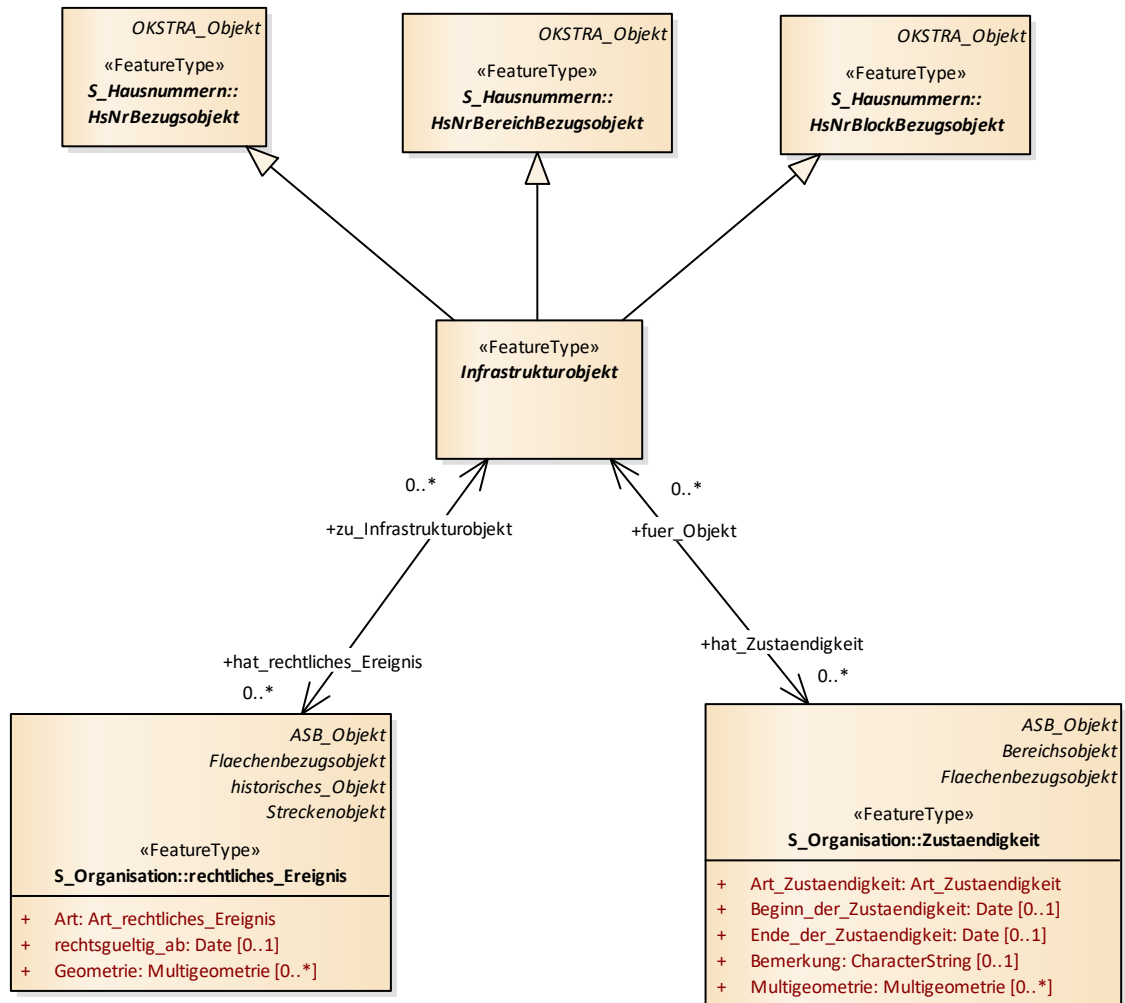 OKSTRA_Objekt
«FeatureType»
S_Hausnummern::
HsNrBezugsobjekt
OKSTRA_Objekt
«FeatureType»
S_Hausnummern::
HsNrBereichBezugsobjekt
OKSTRA_Objekt
«FeatureType»
S_Hausnummern::
HsNrBlockBezugsobjekt
«FeatureType»
Infrastrukturobjekt
0..*
+zu_Infrastrukturobjekt
0..*
+fuer_Objekt
+hat_rechtliches_Ereignis
0..*
+hat_Zustaendigkeit
0..*
ASB_Objekt
Flaechenbezugsobjekt
historisches_Objekt
Streckenobjekt
«FeatureType»
S_Organisation::rechtliches_Ereignis
+ Art: Art_rechtliches_Ereignis
+ rechtsgueltig_ab: Date [0..1]
+ Geometrie: Multigeometrie [0..*]
ASB_Objekt
Bereichsobjekt
Flaechenbezugsobjekt
«FeatureType»
S_Organisation::Zustaendigkeit
+ Art_Zustaendigkeit: Art_Zustaendigkeit
+ Beginn_der_Zustaendigkeit: Date [0..1]
+ Ende_der_Zustaendigkeit: Date [0..1]
+ Bemerkung: CharacterString [0..1]
+ Multigeometrie: Multigeometrie [0..*]